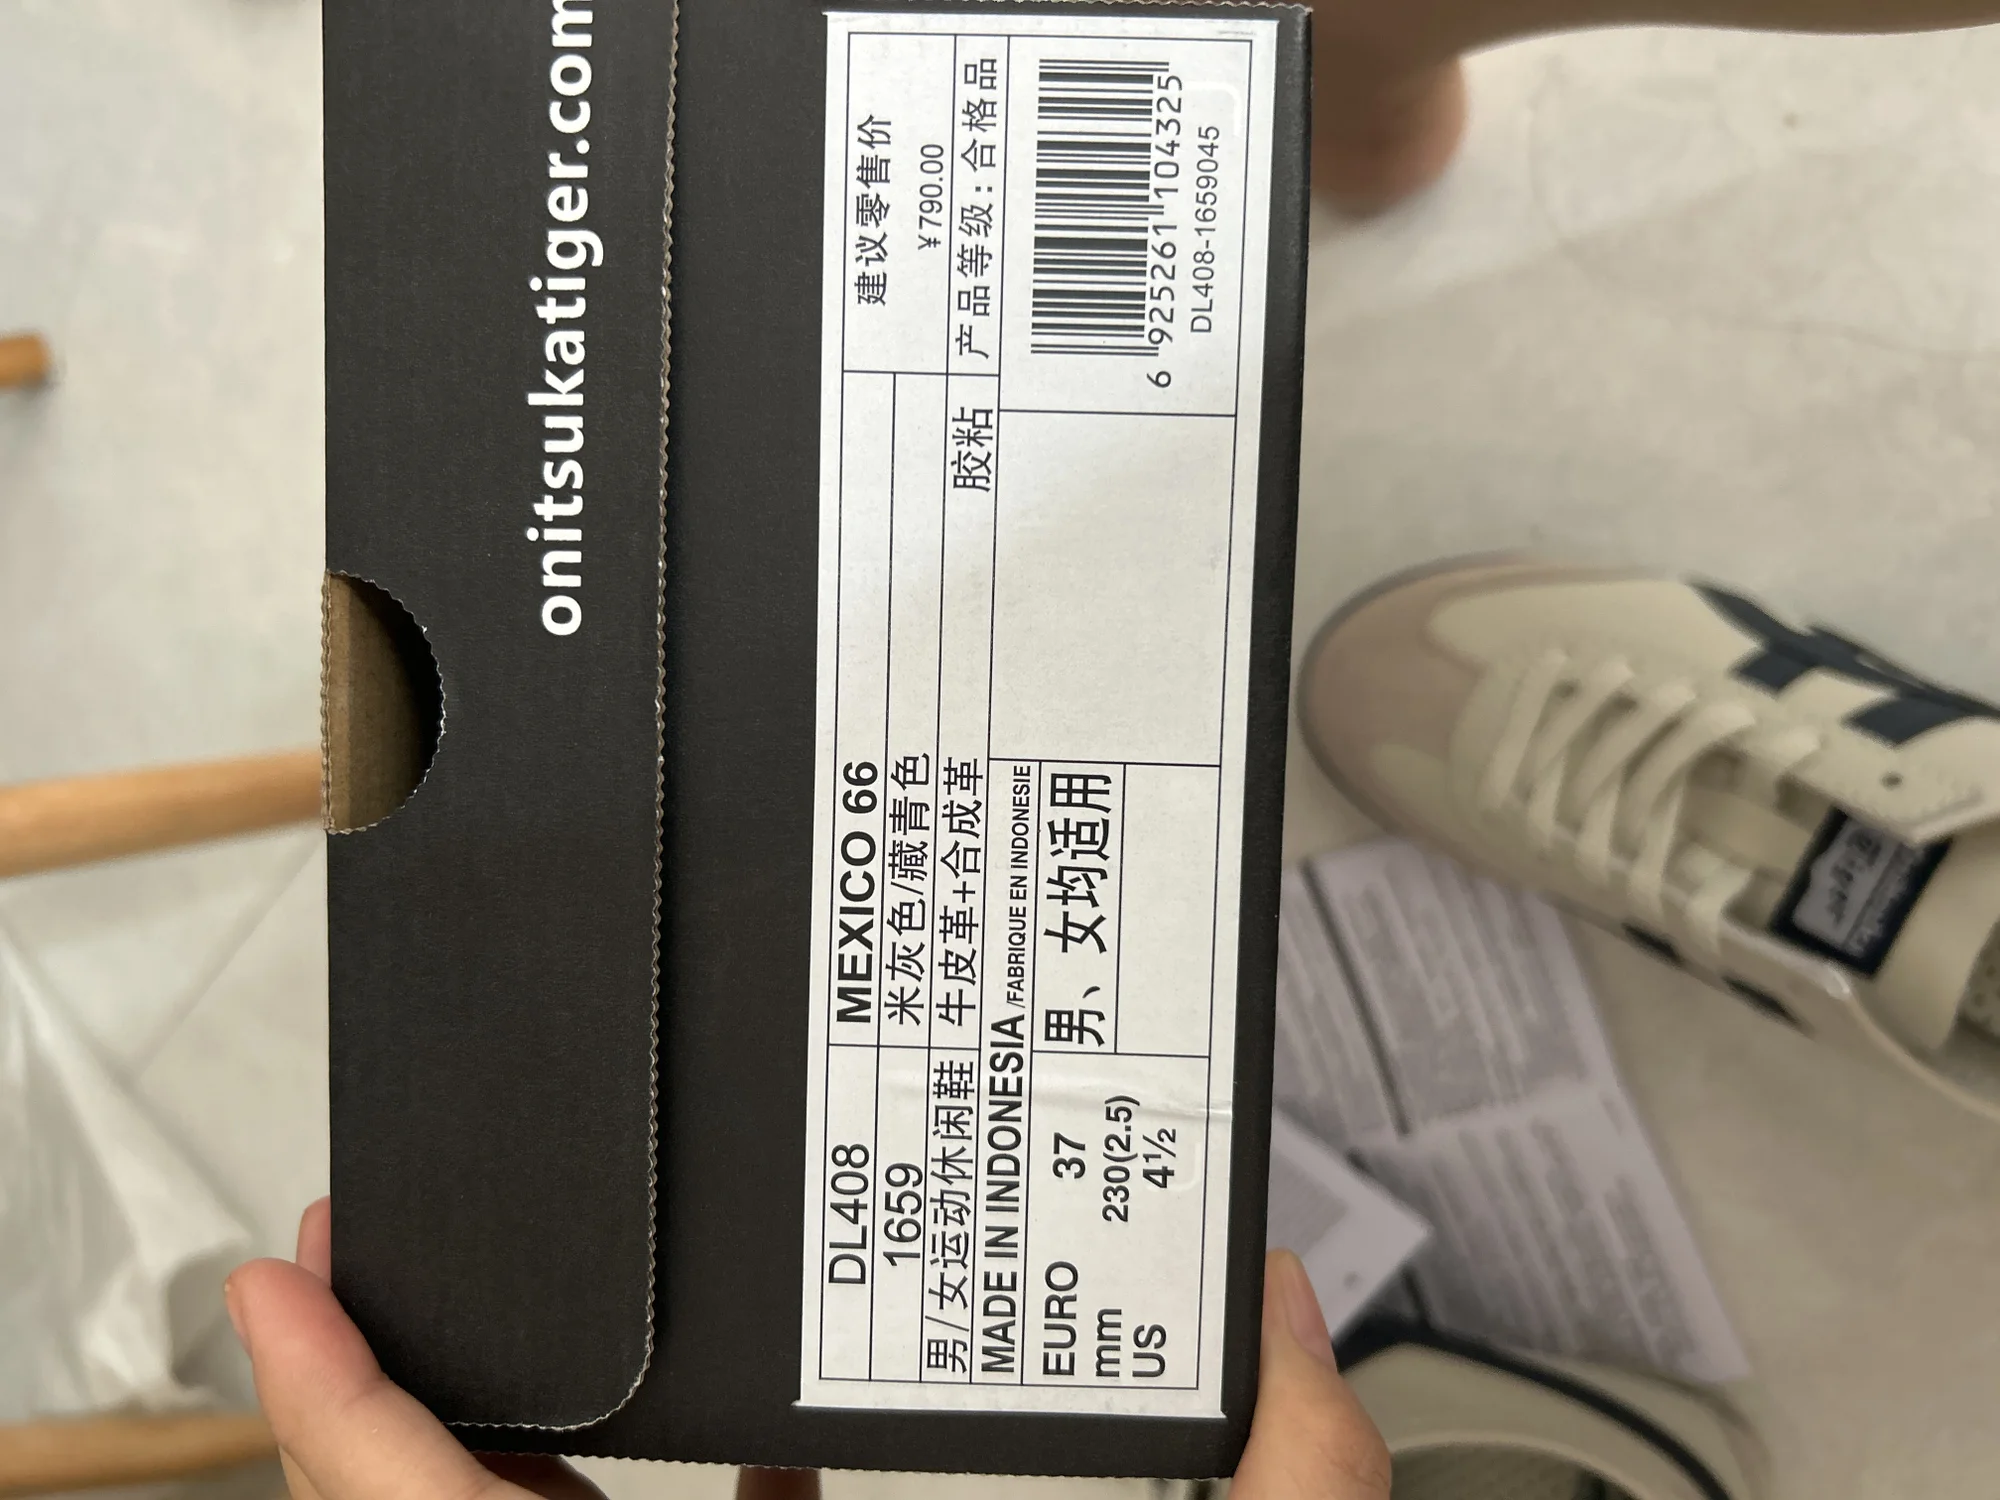 onitsukatiger.com
DL408
MEXICO 66
建议零售价
¥790.00
1659
米灰色/藏青色
男/女运动休闲鞋
牛皮革+合成革
胶粘
产品等级:合格品
MADE IN INDONESIA /FABRIQUE EN INDONESIE
EURO 37
mm 230(2.5)
US 4½
男、女均适用
6 925261 104325
DL408-1659045